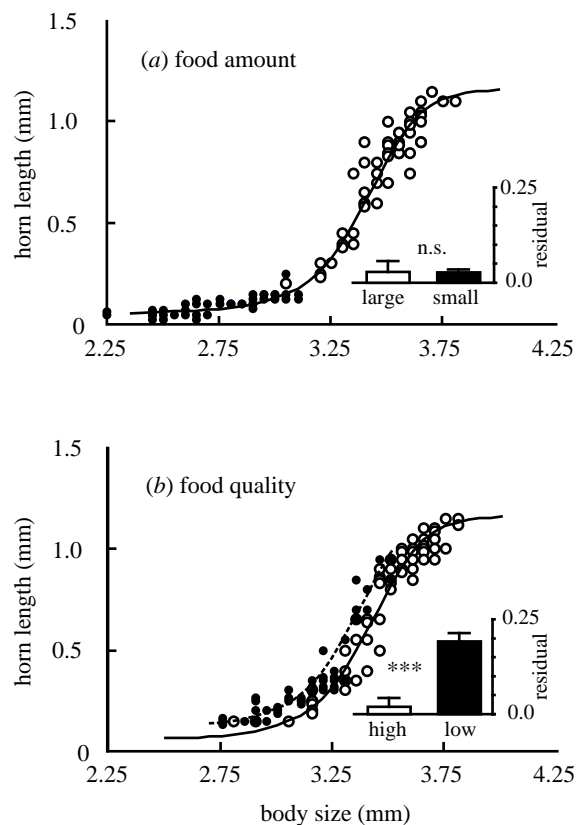 1.5
(a) food amount
horn length (mm)
1.0
0.5
0
0.25
residual
n.s.
0.0
large small
2.25 2.75 3.25 3.75 4.25
1.5
(b) food quality
horn length (mm)
1.0
0.5
0
0.25
residual
***
0.0
high low
2.25 2.75 3.25 3.75 4.25
body size (mm)